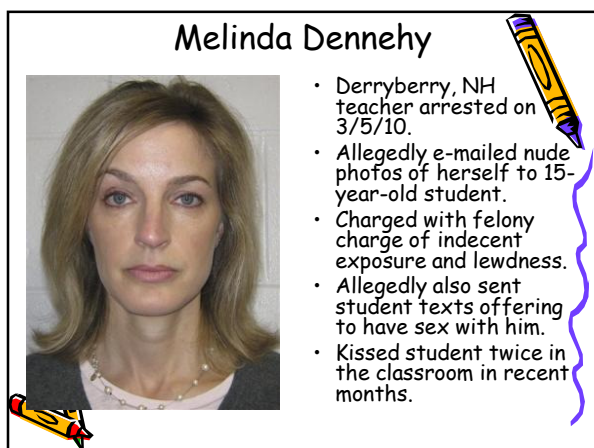 Melinda Dennehy
• Derryberry, NH
teacher arrested on
3/5/10.
• Allegedly e-mailed nude
photos of herself to 15-
year-old student.
• Charged with felony
charge of indecent
exposure and lewdness.
• Allegedly also sent
student texts offering
to have sex with him.
• Kissed student twice in
the classroom in recent
months.